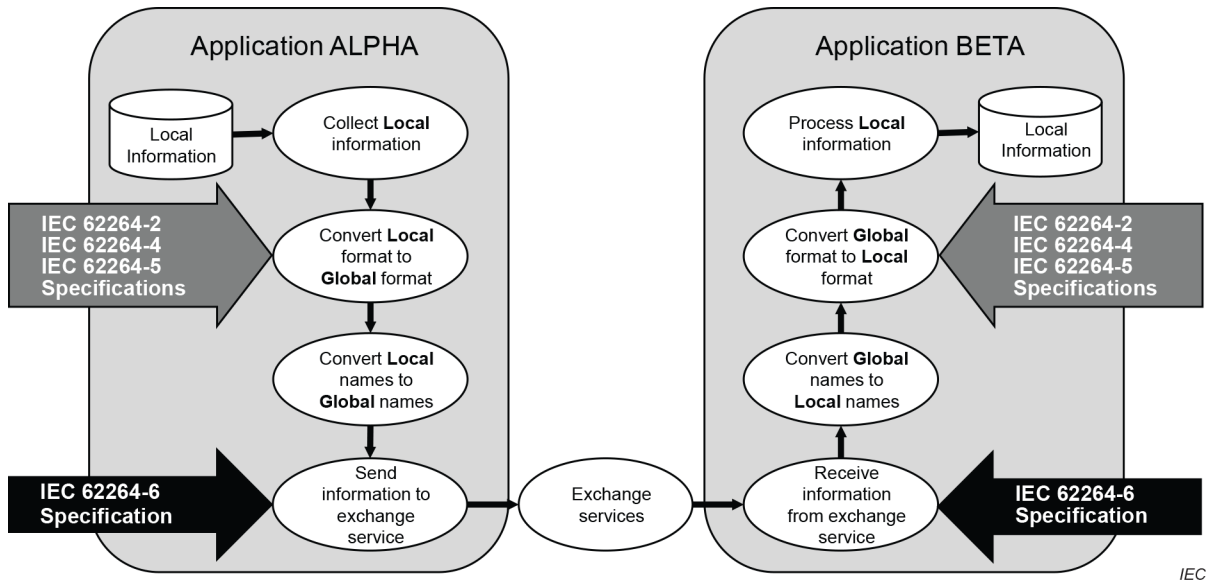 Application ALPHA
Local
Information
Collect Local
information
IEC 62264-2
IEC 62264-4
IEC 62264-5
Specifications
Convert Local
format to
Global format
Convert Local
names to
Global names
IEC 62264-6
Specification
Send
information to
exchange
service
Exchange
services
Application BETA
Process Local
information
Local
Information
Convert Global
format to Local
format
IEC 62264-2
IEC 62264-4
IEC 62264-5
Specifications
Convert Global
names to
Local names
Receive
information
from exchange
service
IEC 62264-6
Specification
IEC